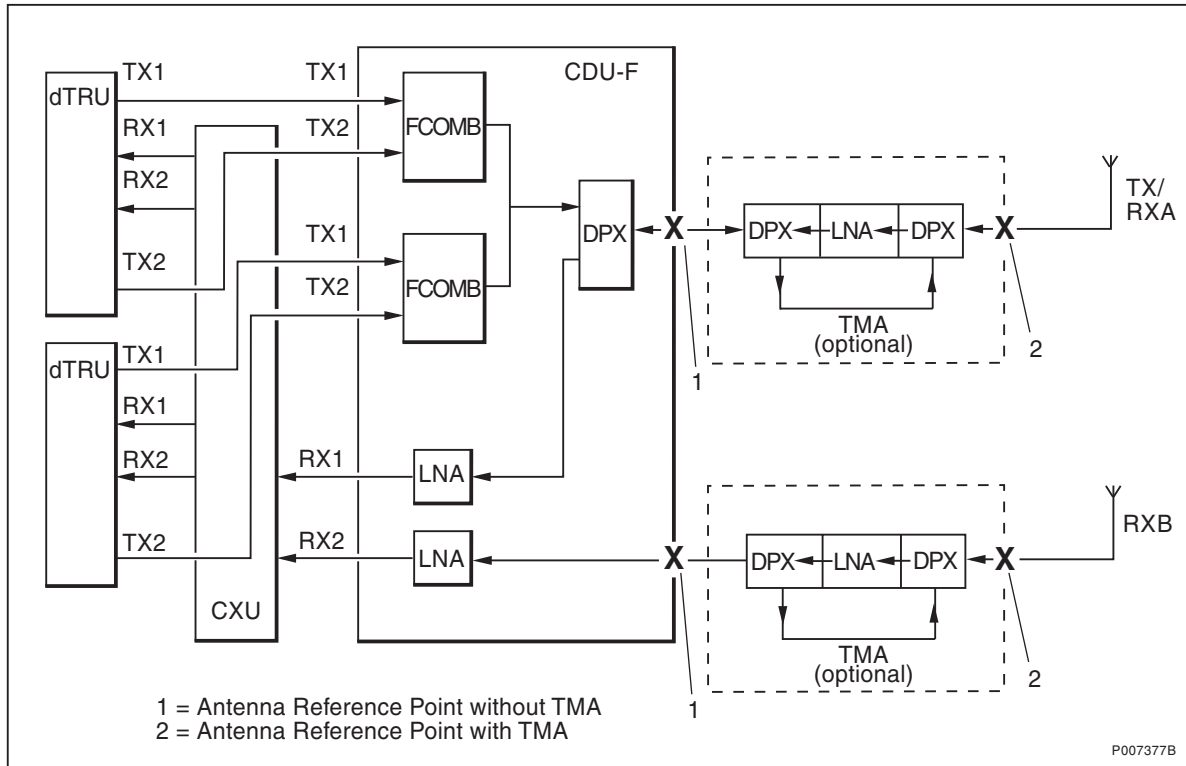 CDU-F
dTRU
TX1
RX1
RX2
TX2
TX1
TX2
FCOMB
TX1
TX2
FCOMB
DPX
X
1
DPX
LNA
DPX
TMA
(optional)
X
2
TX/
RXA
dTRU
TX1
RX1
RX2
TX2
CXU
RX1
LNA
RX2
LNA
X
1
DPX
LNA
DPX
TMA
(optional)
X
2
RXB
1 = Antenna Reference Point without TMA
2 = Antenna Reference Point with TMA
P007377B